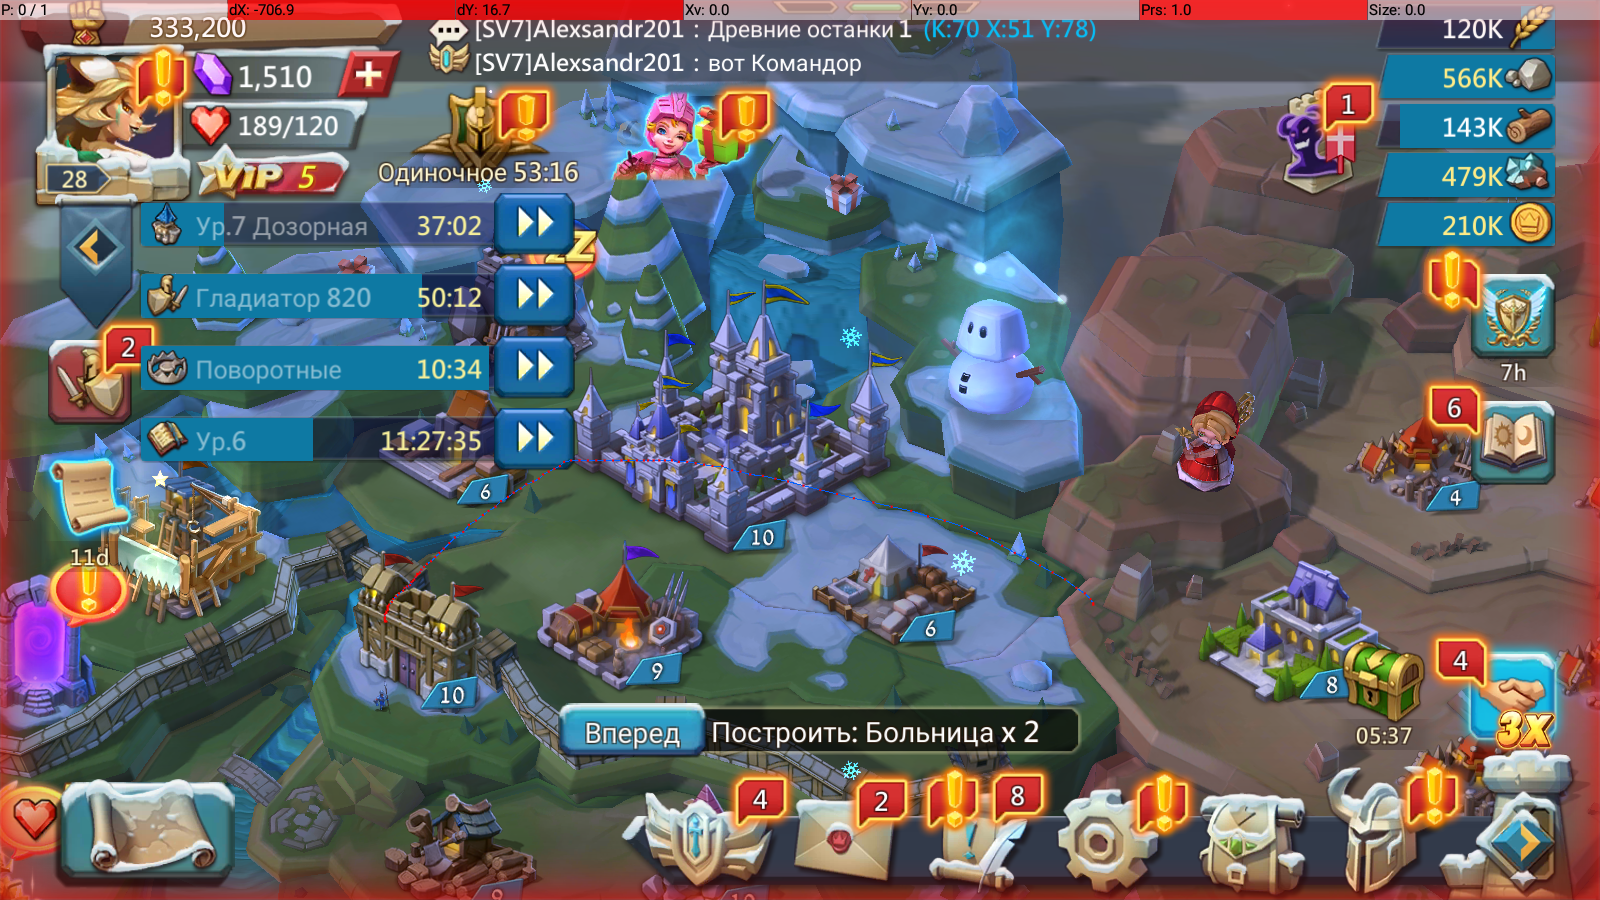 P: 0 / 1 dX: -706.9 dY: 16.7 Xv: 0.0 Yv: 0.0 Prs: 1.0 Size: 0.0
333,200
[SV7]Alexsandr201 : Древние останки 1 (K:70 X:51 Y:78)
120K
1,510
[SV7]Alexsandr201 : вот Командор
566K
189/120
1
143K
28
VIP 5
Одиночное 53:16
479K
Ур.7 Дозорная 37:02
210K
Гладиатор 820 50:12
2
Поворотные 10:34
7h
6
Ур.6 11:27:35
6
4
11d
10
6
9
10
8
4
3X
05:37
Вперед Построить: Больница x 2
4
2
8